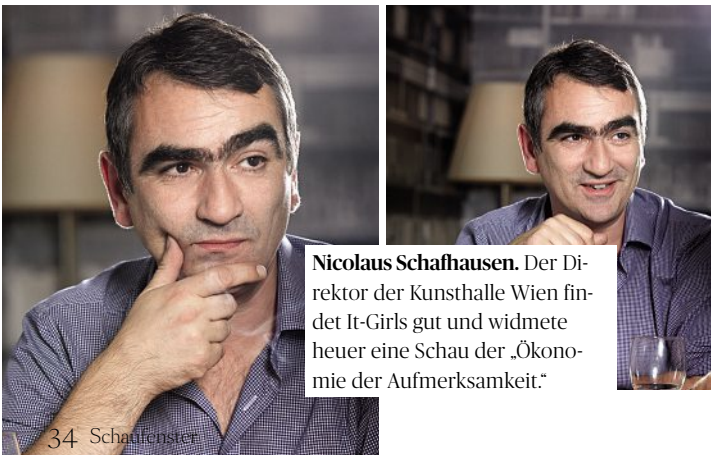 Nicolaus Schafhausen. Der Di-
rektor der Kunsthalle Wien fin-
det It-Girls gut und widmete
heuer eine Schau der „Ökono-
mie der Aufmerksamkeit.“
34 Schaufenster